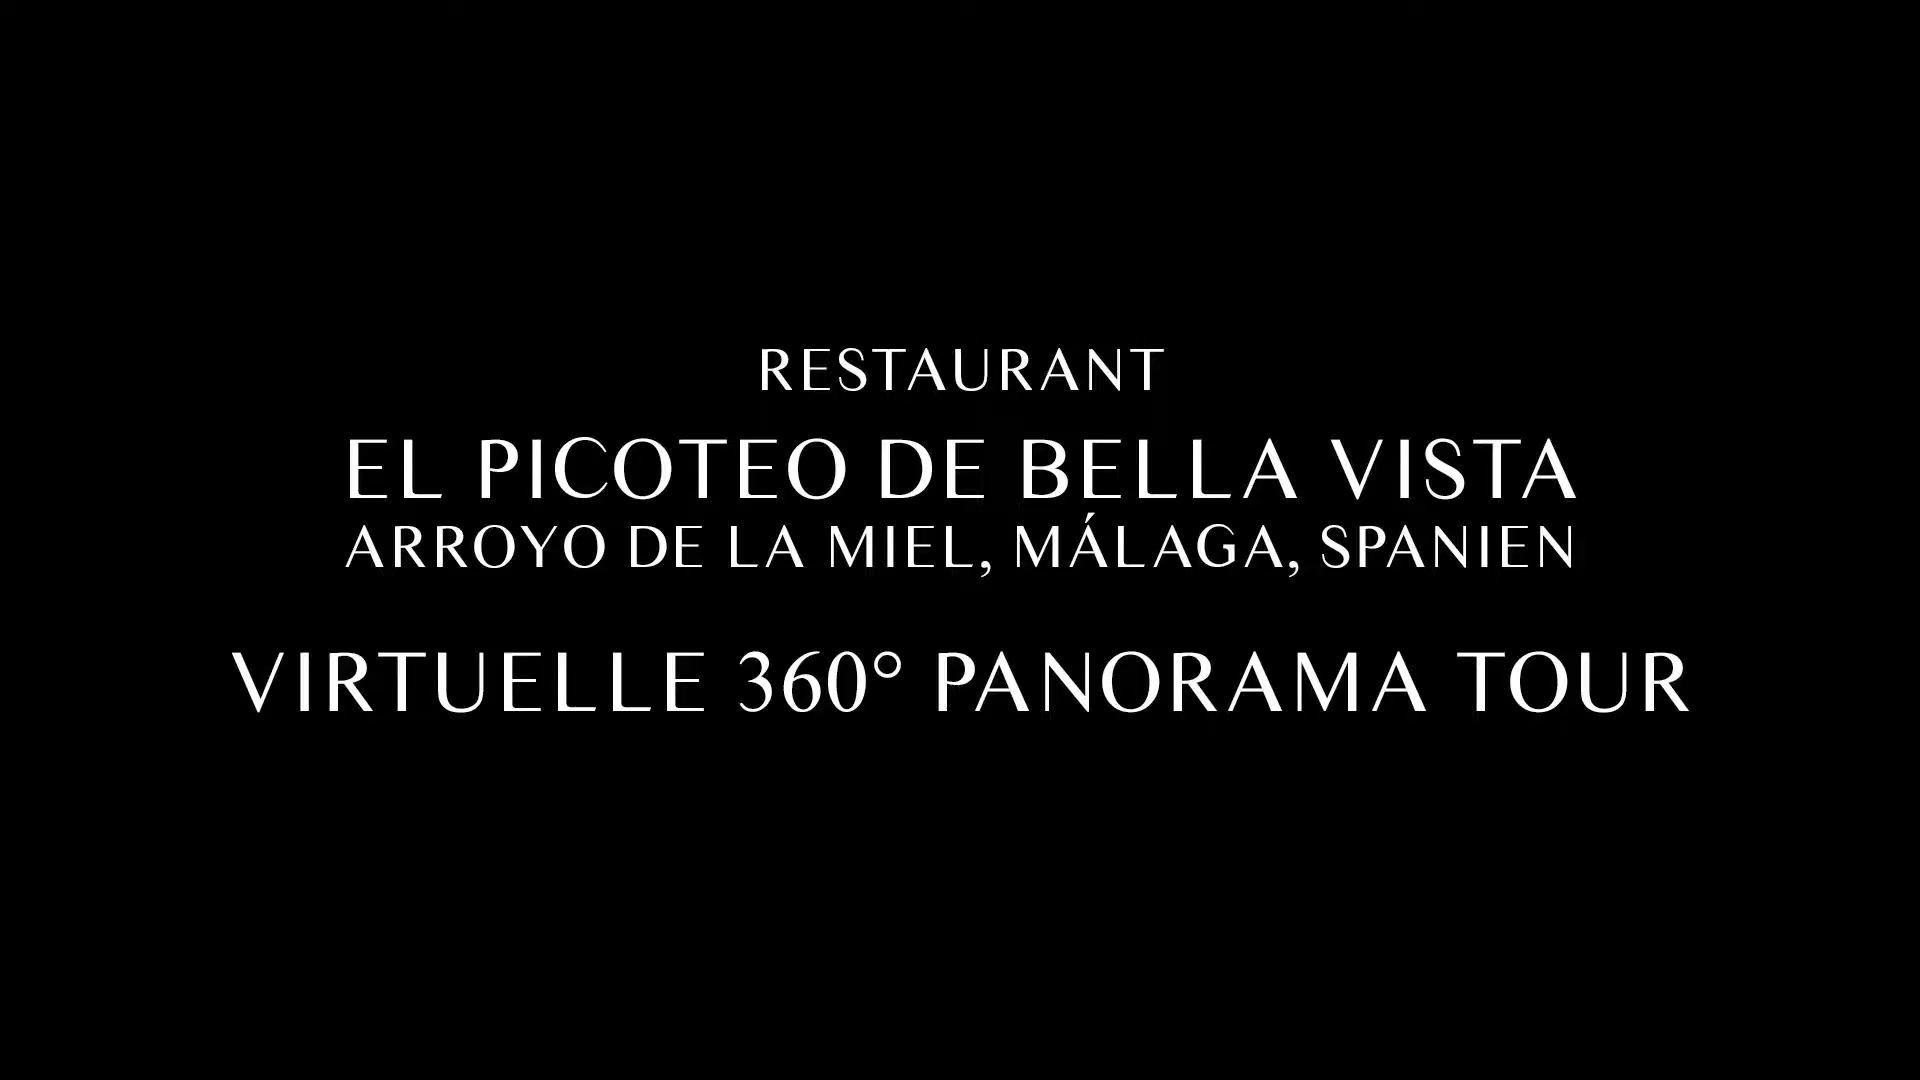 RESTAURANT
EL PICOTEO DE BELLA VISTA
ARROYO DE LA MIEL, MÁLAGA, SPANIEN
VIRTUELLE 360° PANORAMA TOUR